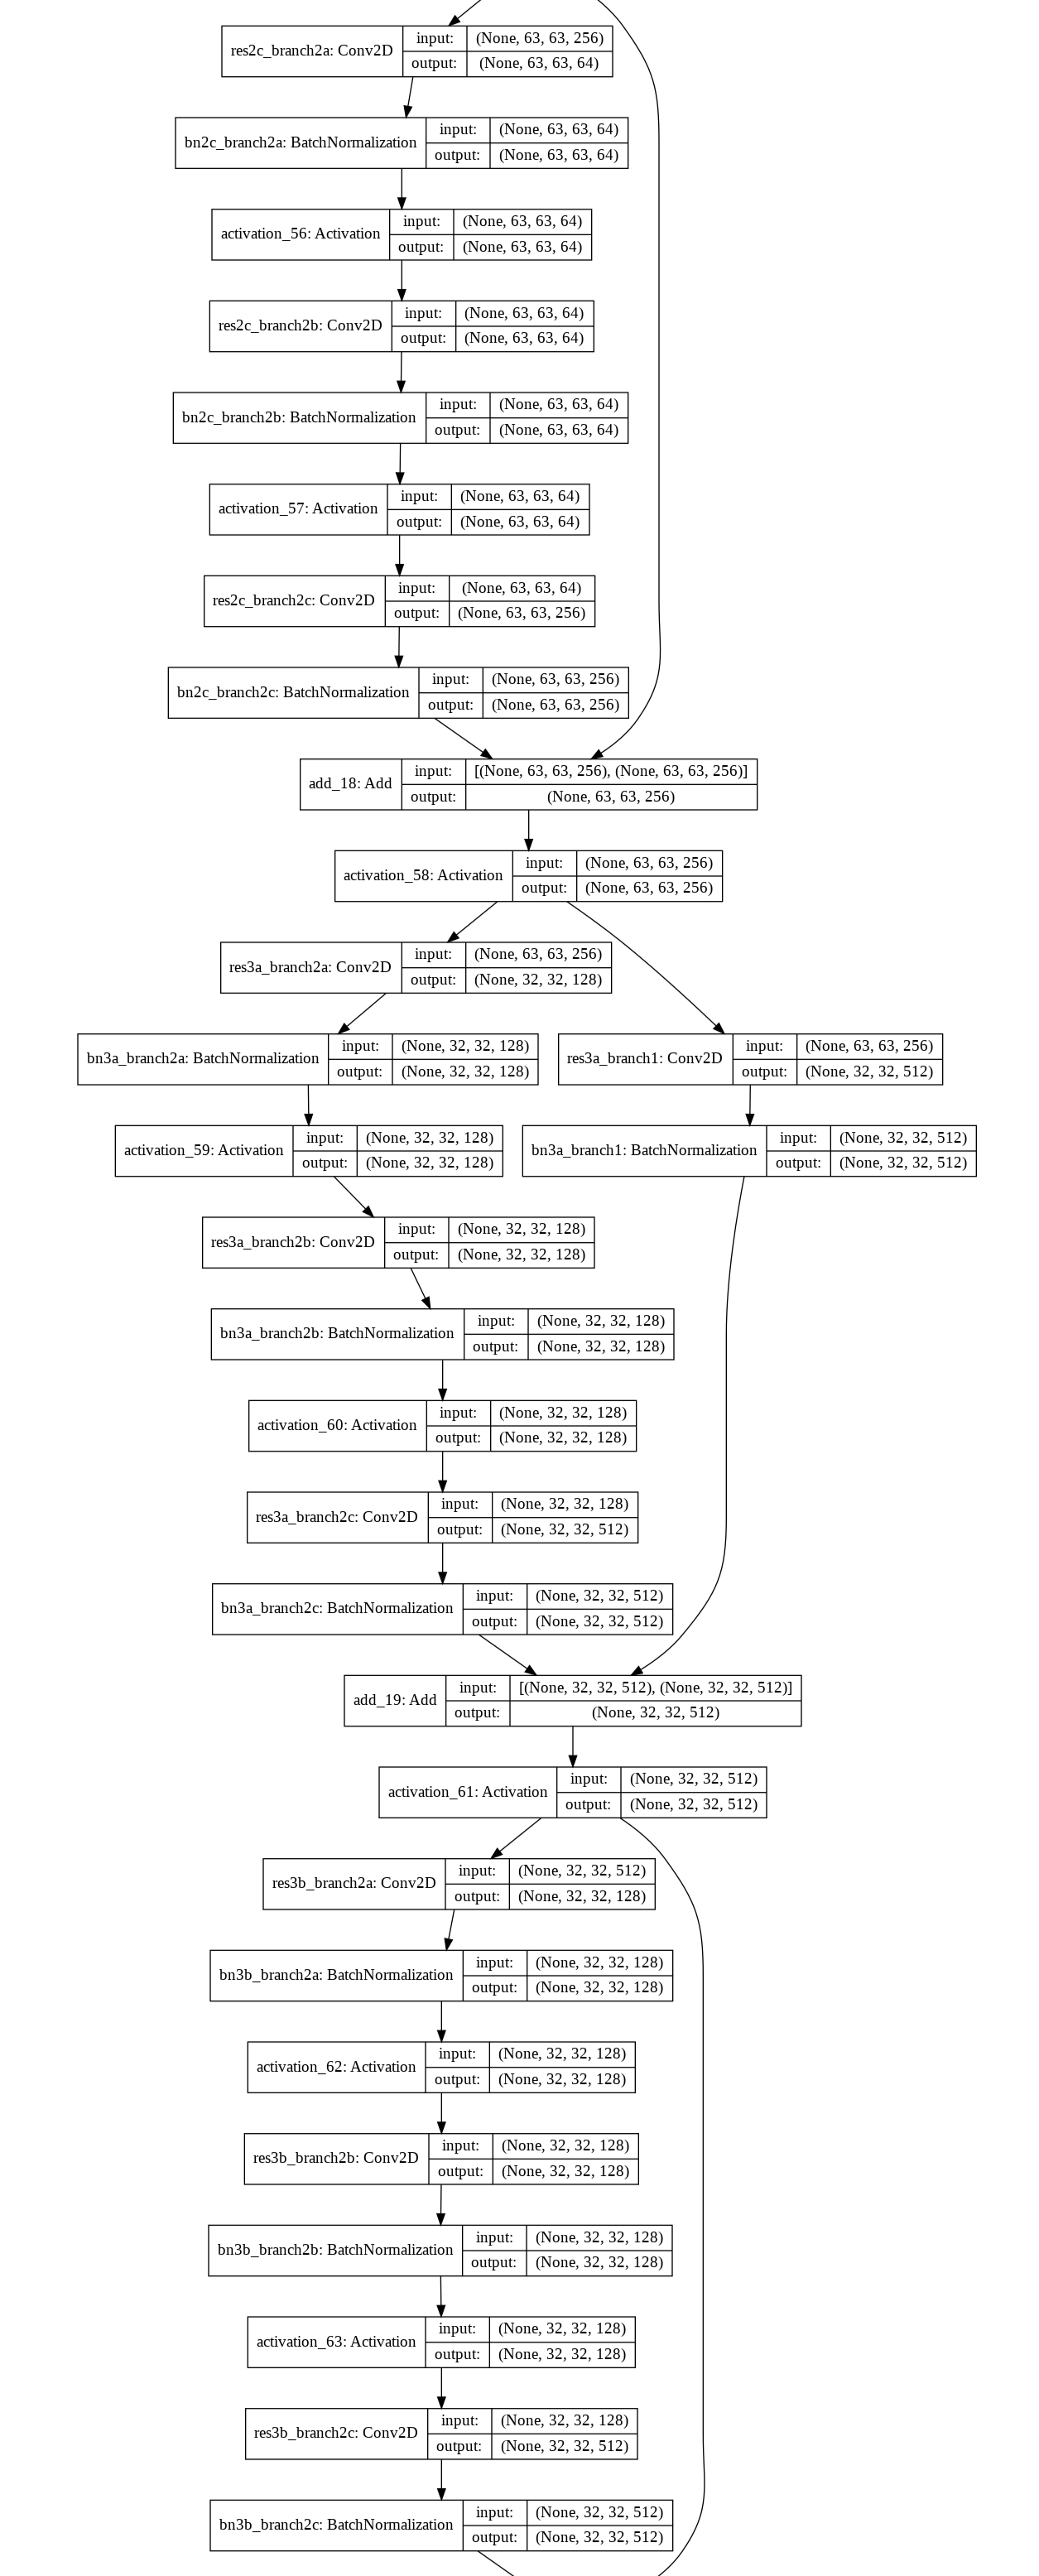 res2c_branch2a: Conv2D input: (None, 63, 63, 256)
output: (None, 63, 63, 64)
bn2c_branch2a: BatchNormalization input: (None, 63, 63, 64)
output: (None, 63, 63, 64)
activation_56: Activation input: (None, 63, 63, 64)
output: (None, 63, 63, 64)
res2c_branch2b: Conv2D input: (None, 63, 63, 64)
output: (None, 63, 63, 64)
bn2c_branch2b: BatchNormalization input: (None, 63, 63, 64)
output: (None, 63, 63, 64)
activation_57: Activation input: (None, 63, 63, 64)
output: (None, 63, 63, 64)
res2c_branch2c: Conv2D input: (None, 63, 63, 64)
output: (None, 63, 63, 256)
bn2c_branch2c: BatchNormalization input: (None, 63, 63, 256)
output: (None, 63, 63, 256)
add_18: Add input: [(None, 63, 63, 256), (None, 63, 63, 256)]
output: (None, 63, 63, 256)
activation_58: Activation input: (None, 63, 63, 256)
output: (None, 63, 63, 256)
res3a_branch2a: Conv2D input: (None, 63, 63, 256)
output: (None, 32, 32, 128)
bn3a_branch2a: BatchNormalization input: (None, 32, 32, 128)
output: (None, 32, 32, 128)
res3a_branch1: Conv2D input: (None, 63, 63, 256)
output: (None, 32, 32, 512)
activation_59: Activation input: (None, 32, 32, 128)
output: (None, 32, 32, 128)
bn3a_branch1: BatchNormalization input: (None, 32, 32, 512)
output: (None, 32, 32, 512)
res3a_branch2b: Conv2D input: (None, 32, 32, 128)
output: (None, 32, 32, 128)
bn3a_branch2b: BatchNormalization input: (None, 32, 32, 128)
output: (None, 32, 32, 128)
activation_60: Activation input: (None, 32, 32, 128)
output: (None, 32, 32, 128)
res3a_branch2c: Conv2D input: (None, 32, 32, 128)
output: (None, 32, 32, 512)
bn3a_branch2c: BatchNormalization input: (None, 32, 32, 512)
output: (None, 32, 32, 512)
add_19: Add input: [(None, 32, 32, 512), (None, 32, 32, 512)]
output: (None, 32, 32, 512)
activation_61: Activation input: (None, 32, 32, 512)
output: (None, 32, 32, 512)
res3b_branch2a: Conv2D input: (None, 32, 32, 512)
output: (None, 32, 32, 128)
bn3b_branch2a: BatchNormalization input: (None, 32, 32, 128)
output: (None, 32, 32, 128)
activation_62: Activation input: (None, 32, 32, 128)
output: (None, 32, 32, 128)
res3b_branch2b: Conv2D input: (None, 32, 32, 128)
output: (None, 32, 32, 128)
bn3b_branch2b: BatchNormalization input: (None, 32, 32, 128)
output: (None, 32, 32, 128)
activation_63: Activation input: (None, 32, 32, 128)
output: (None, 32, 32, 128)
res3b_branch2c: Conv2D input: (None, 32, 32, 128)
output: (None, 32, 32, 512)
bn3b_branch2c: BatchNormalization input: (None, 32, 32, 512)
output: (None, 32, 32, 512)